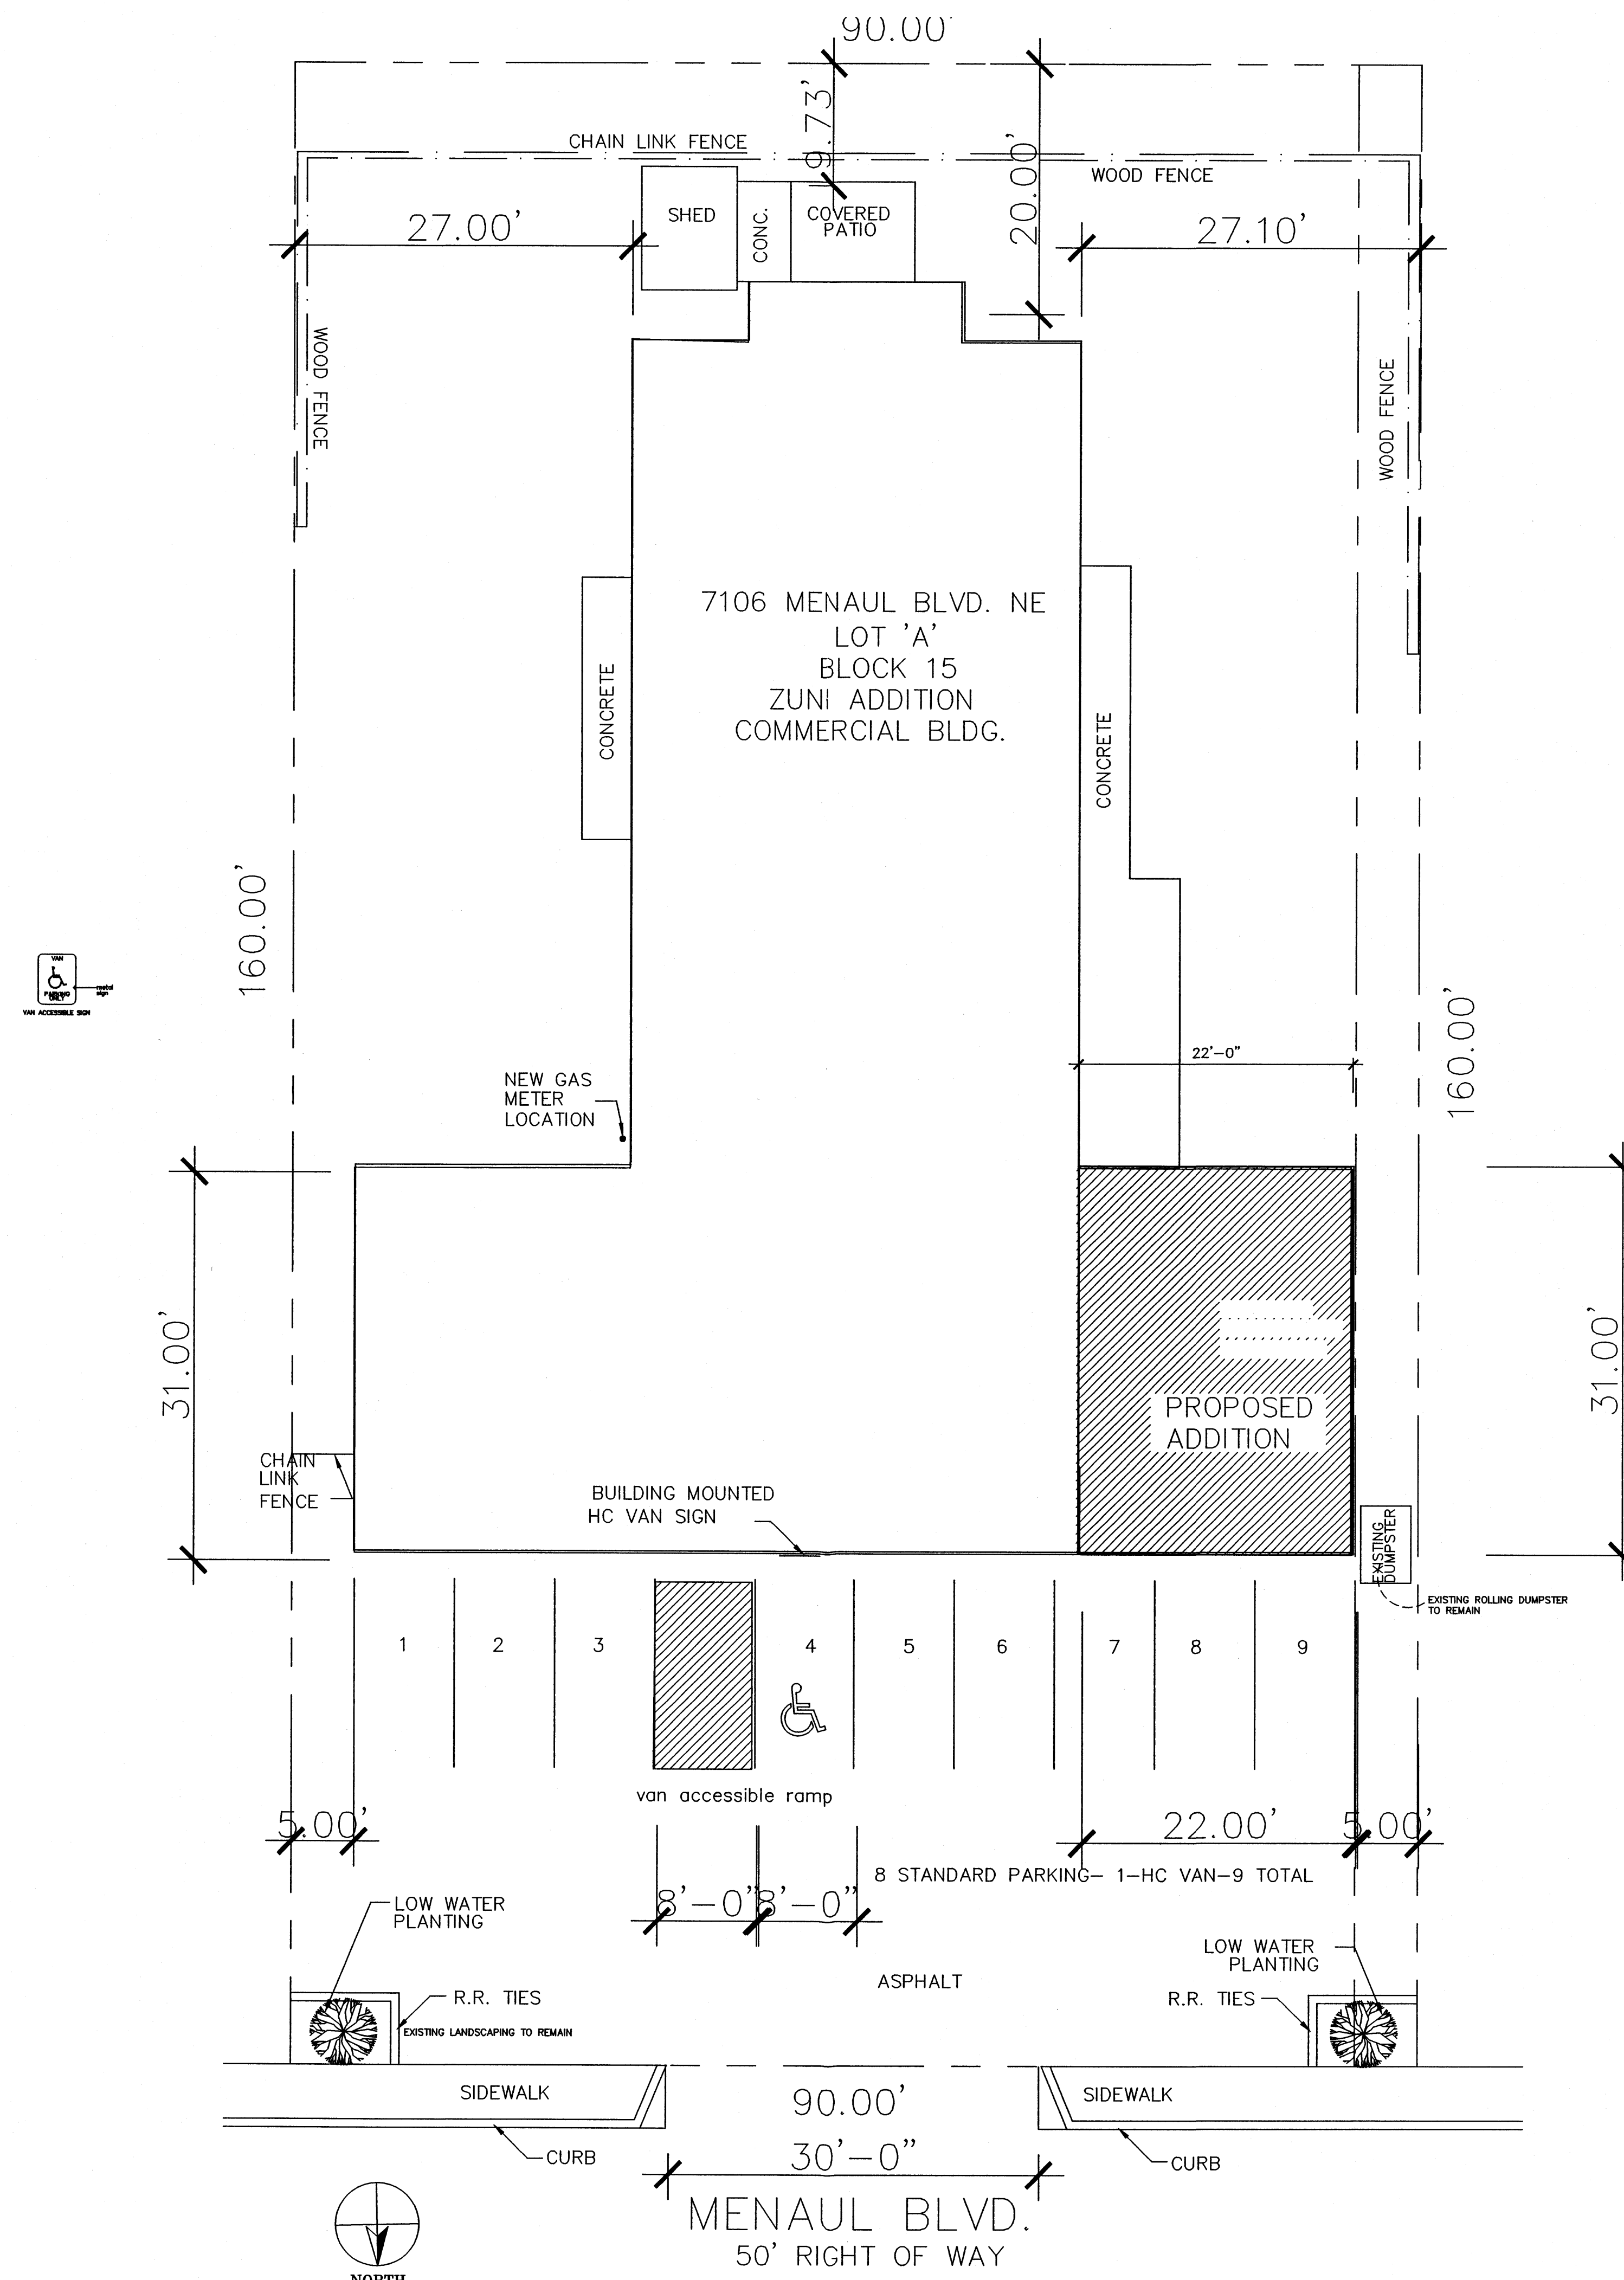 90.00'
9.73'
20.00'
CHAIN LINK FENCE
WOOD FENCE
27.00'
SHED
CONC.
COVERED
PATIO
27.10'
WOOD FENCE
WOOD FENCE
7106 MENAUL BLVD. NE
LOT 'A'
BLOCK 15
ZUNI ADDITION
COMMERCIAL BLDG.
CONCRETE
CONCRETE
160.00'
160.00'
VAN
PARKING
ONLY
metal
sign
VAN ACCESSIBLE SIGN
22'-0"
NEW GAS
METER
LOCATION
31.00'
31.00'
PROPOSED
ADDITION
CHAIN
LINK
FENCE
BUILDING MOUNTED
HC VAN SIGN
EXISTING
DUMPSTER
EXISTING ROLLING DUMPSTER
TO REMAIN
1 2 3 4 5 6 7 8 9
van accessible ramp
5.00'
22.00'
5.00'
8 STANDARD PARKING- 1-HC VAN-9 TOTAL
8'-0"
8'-0"
LOW WATER
PLANTING
LOW WATER
PLANTING
ASPHALT
R.R. TIES
R.R. TIES
EXISTING LANDSCAPING TO REMAIN
SIDEWALK
90.00'
SIDEWALK
30'-0"
CURB
CURB
MENAUL BLVD.
50' RIGHT OF WAY
NORTH